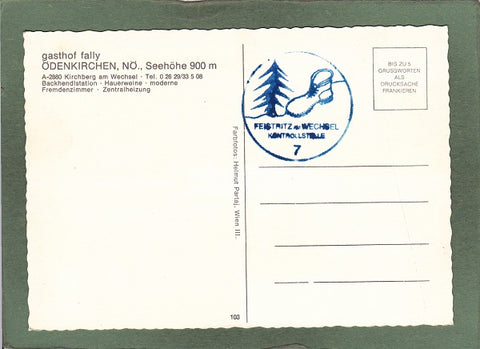 gasthof fally
ÖDENKIRCHEN, NÖ., Seehöhe 900 m
A-2880 Kirchberg am Wechsel · Tel. 0 26 29/33 5 08
Backhendlstation · Hauerweine · moderne
Fremdenzimmer · Zentralheizung
BIS ZU 5
GRUSSWORTEN
ALS
DRUCKSACHE
FRANKIEREN
FEISTRITZ a. WECHSEL
KONTROLLSTELLE
7
Farbfotos: Helmut Partaj, Wien III.
103